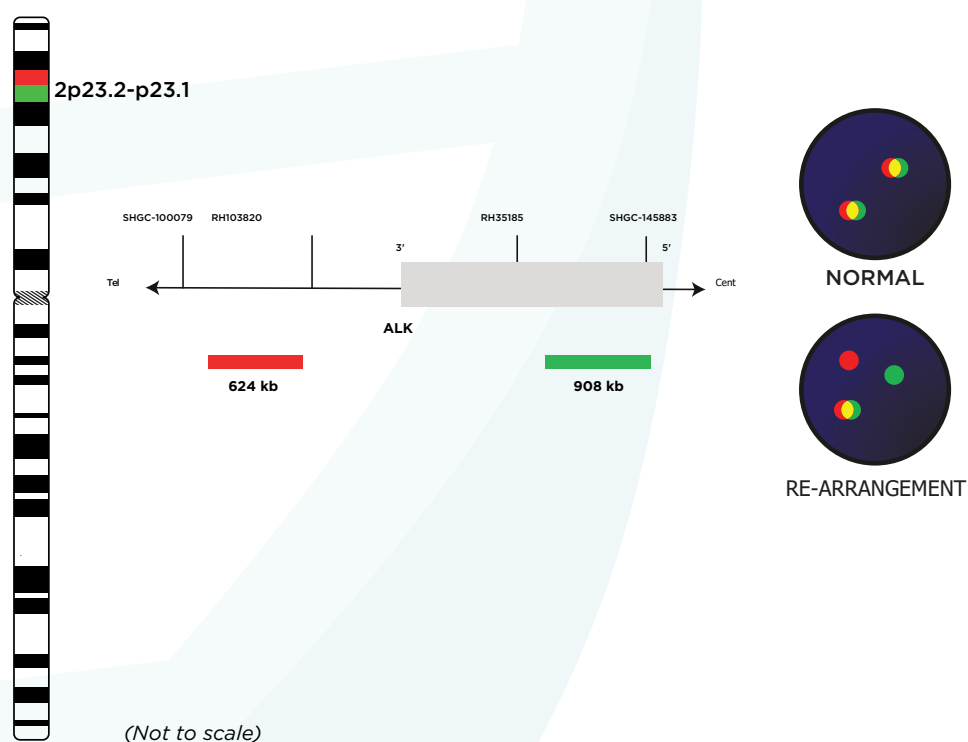 2p23.2-p23.1
SHGC-100079 RH103820 RH35185 SHGC-145883
3' 5'
Tel Cent
ALK
624 kb 908 kb
NORMAL
RE-ARRANGEMENT
(Not to scale)